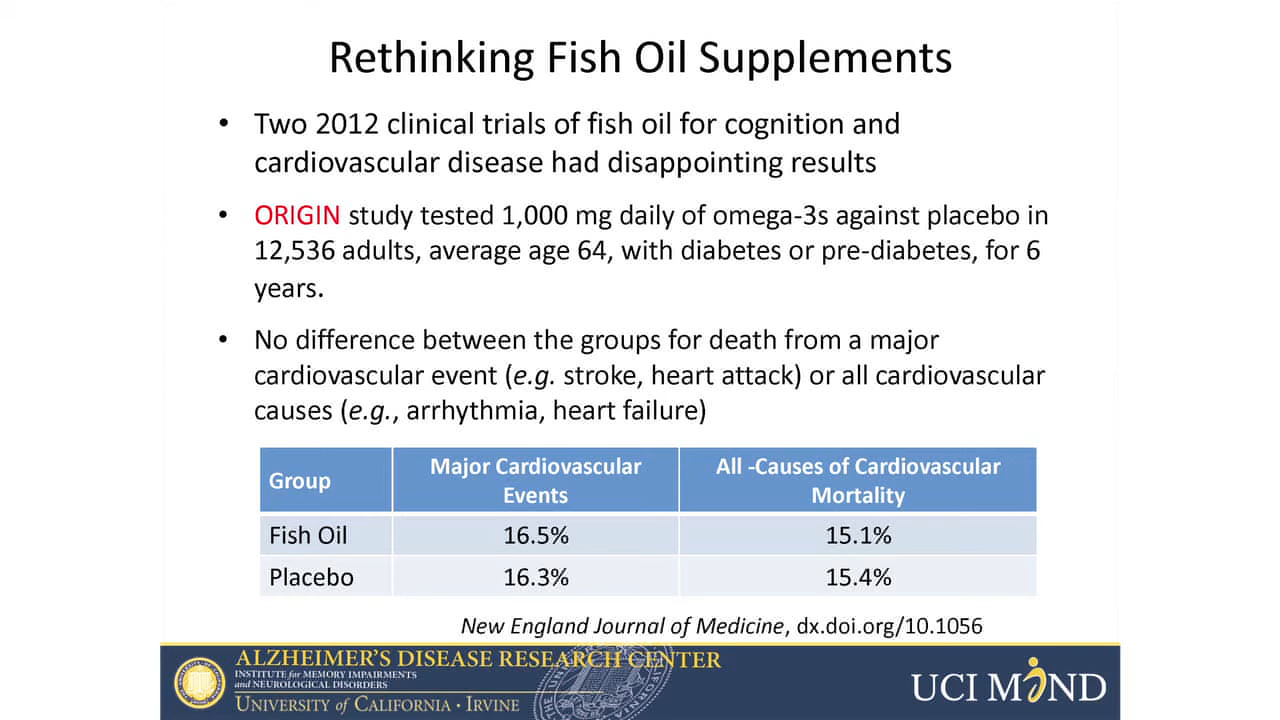 Rethinking Fish Oil Supplements
• Two 2012 clinical trials of fish oil for cognition and
cardiovascular disease had disappointing results
• ORIGIN study tested 1,000 mg daily of omega-3s against placebo in
12,536 adults, average age 64, with diabetes or pre-diabetes, for 6
years.
• No difference between the groups for death from a major
cardiovascular event (e.g. stroke, heart attack) or all cardiovascular
causes (e.g., arrhythmia, heart failure)
Group
Major Cardiovascular
Events
All -Causes of Cardiovascular
Mortality
Fish Oil 16.5% 15.1%
Placebo 16.3% 15.4%
New England Journal of Medicine, dx.doi.org/10.1056
ALZHEIMER'S DISEASE RESEARCH CENTER
INSTITUTE for MEMORY IMPAIRMENTS
and NEUROLOGICAL DISORDERS
UNIVERSITY of CALIFORNIA • IRVINE
UCI MIND